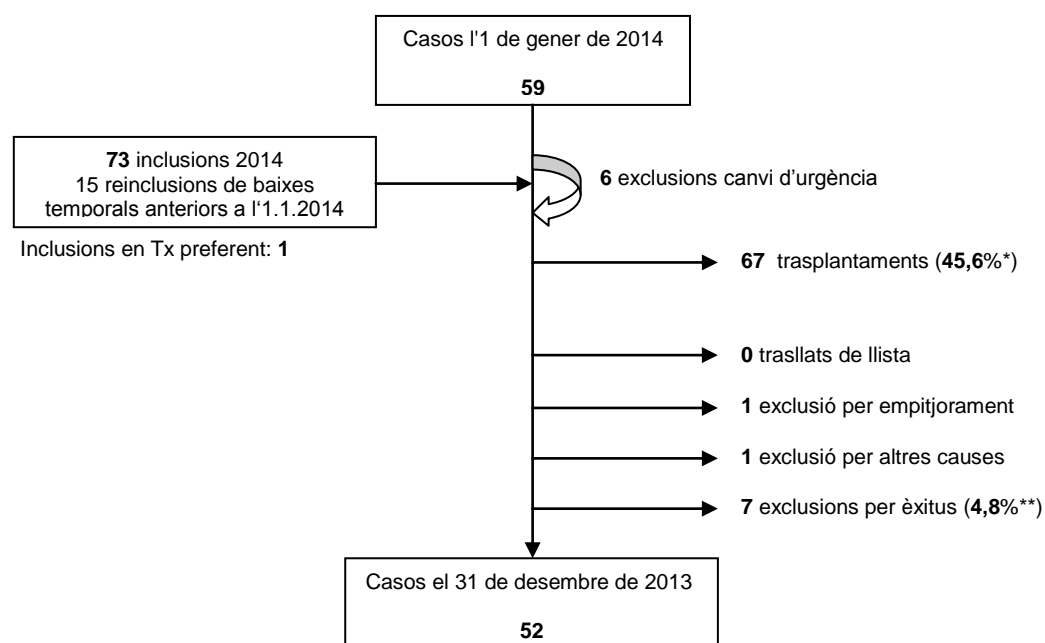 Casos l'1 de gener de 2014
59
73 inclusions 2014
15 reinclusions de baixes
temporals anteriors a l'1.1.2014
6 exclusions canvi d'urgència
Inclusions en Tx preferent: 1
67 trasplantaments (45,6%*)
0 trasllats de llista
1 exclusió per empitjorament
1 exclusió per altres causes
7 exclusions per èxitus (4,8%**)
Casos el 31 de desembre de 2013
52